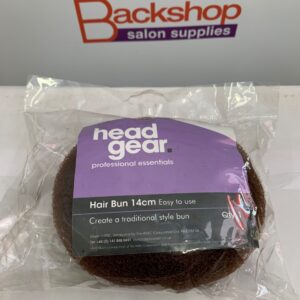 Backshop
salon supplies
head
gear.
professional essentials
Hair Bun 14cm Easy to use
Create a traditional style bun